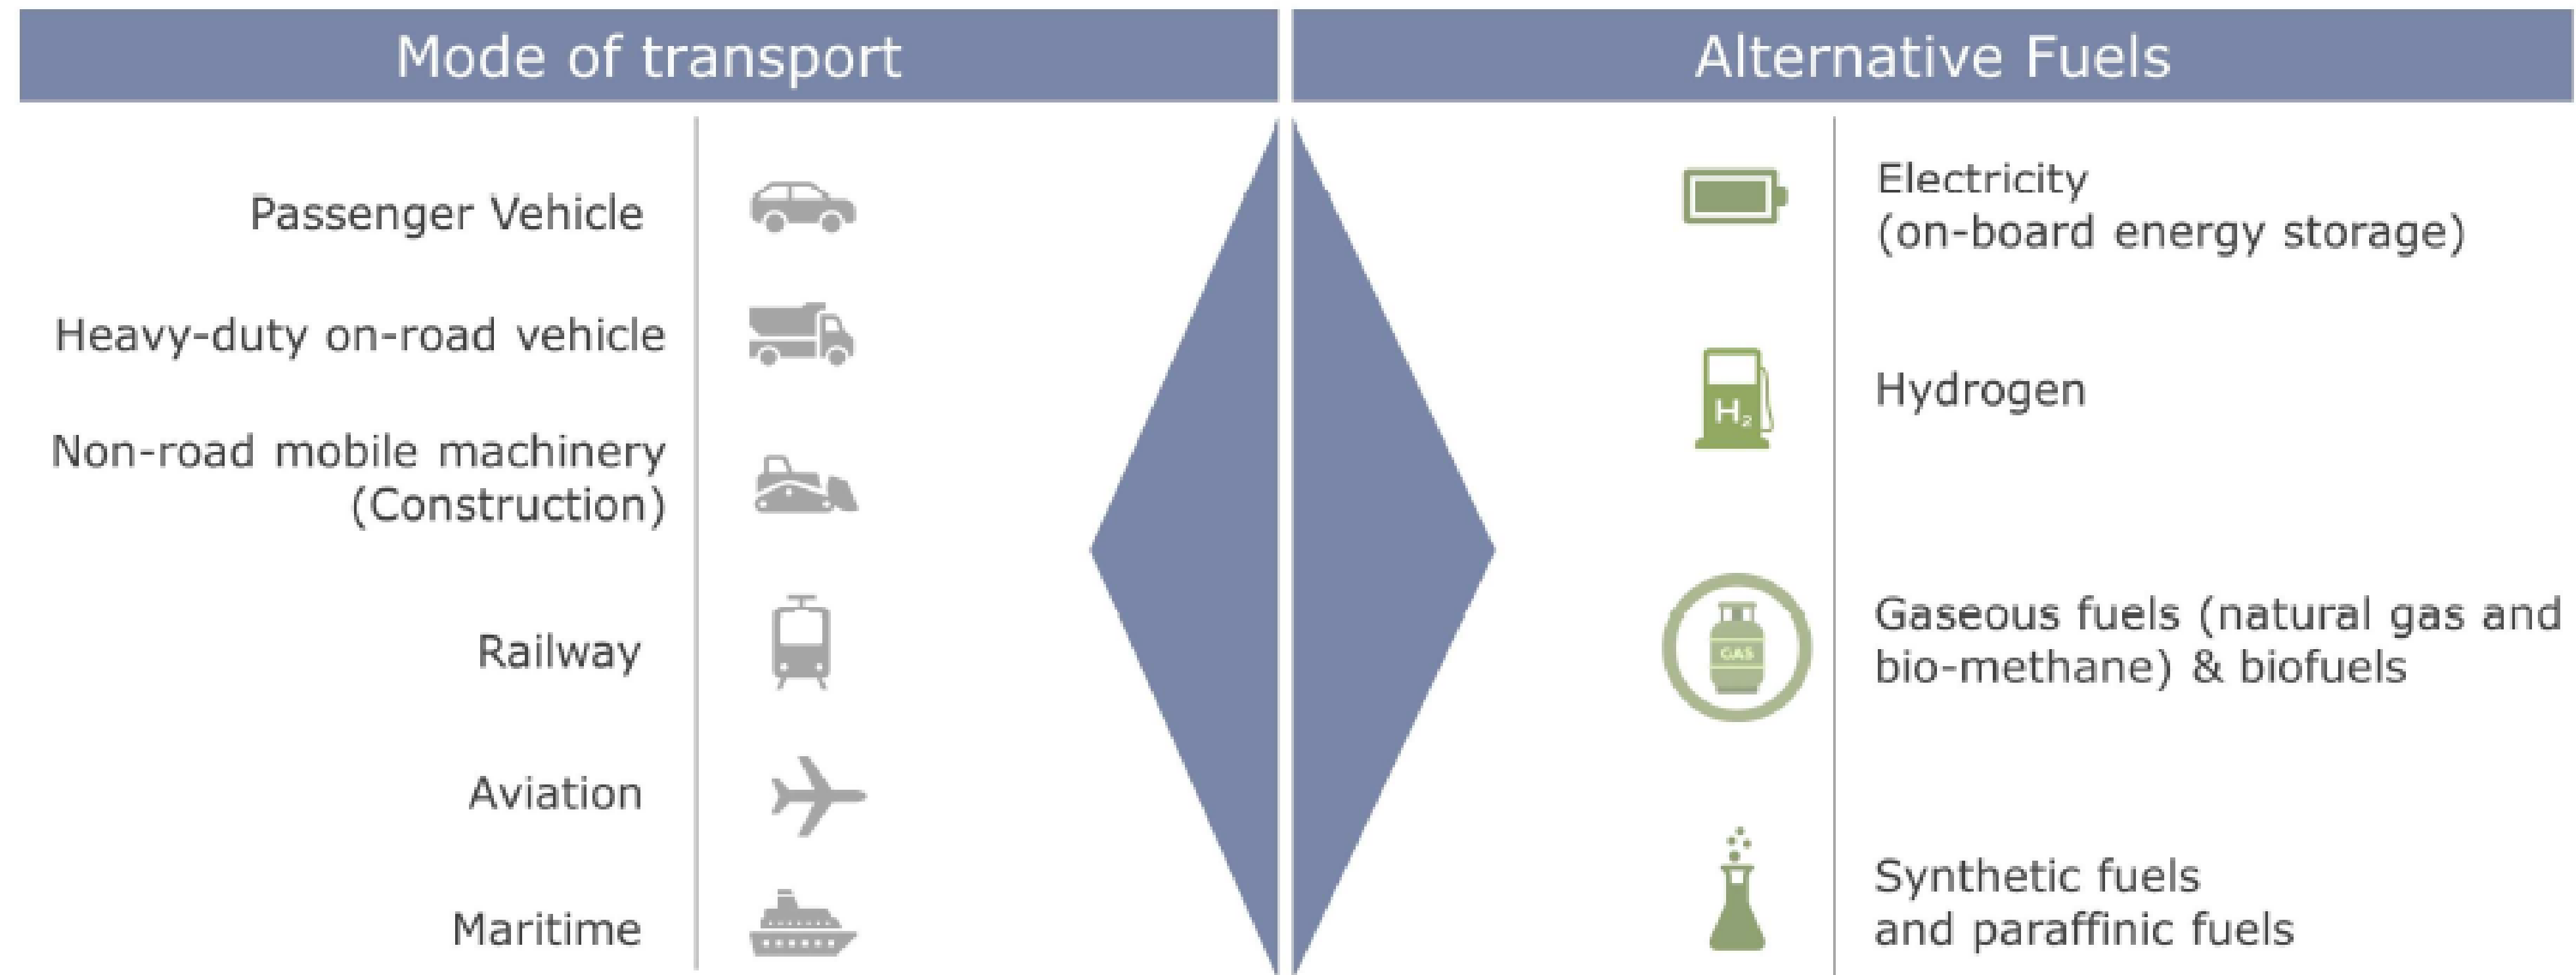 Mode of transport
Alternative Fuels
Passenger Vehicle
Heavy-duty on-road vehicle
Non-road mobile machinery
(Construction)
Railway
Aviation
Maritime
Electricity
(on-board energy storage)
H₂
Hydrogen
GAS
Gaseous fuels (natural gas and
bio-methane) & biofuels
Synthetic fuels
and paraffinic fuels